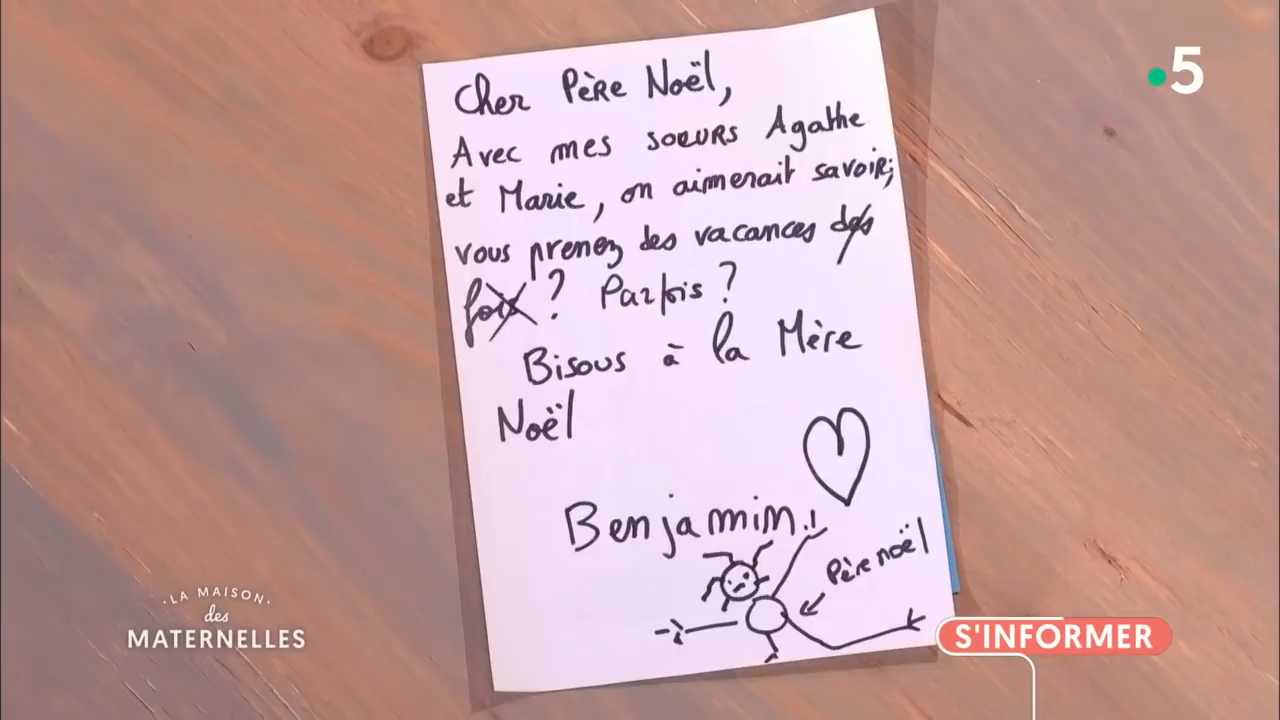 Cher Père Noël,
Avec mes soeurs Agathe
et Marie, on aimerait savoir;
vous prenez des vacances des
fois ? Parfois ?
Bisous à la Mère
Noël
Benjamin
Père noël
5
LA MAISON
des
MATERNELLES
S'INFORMER